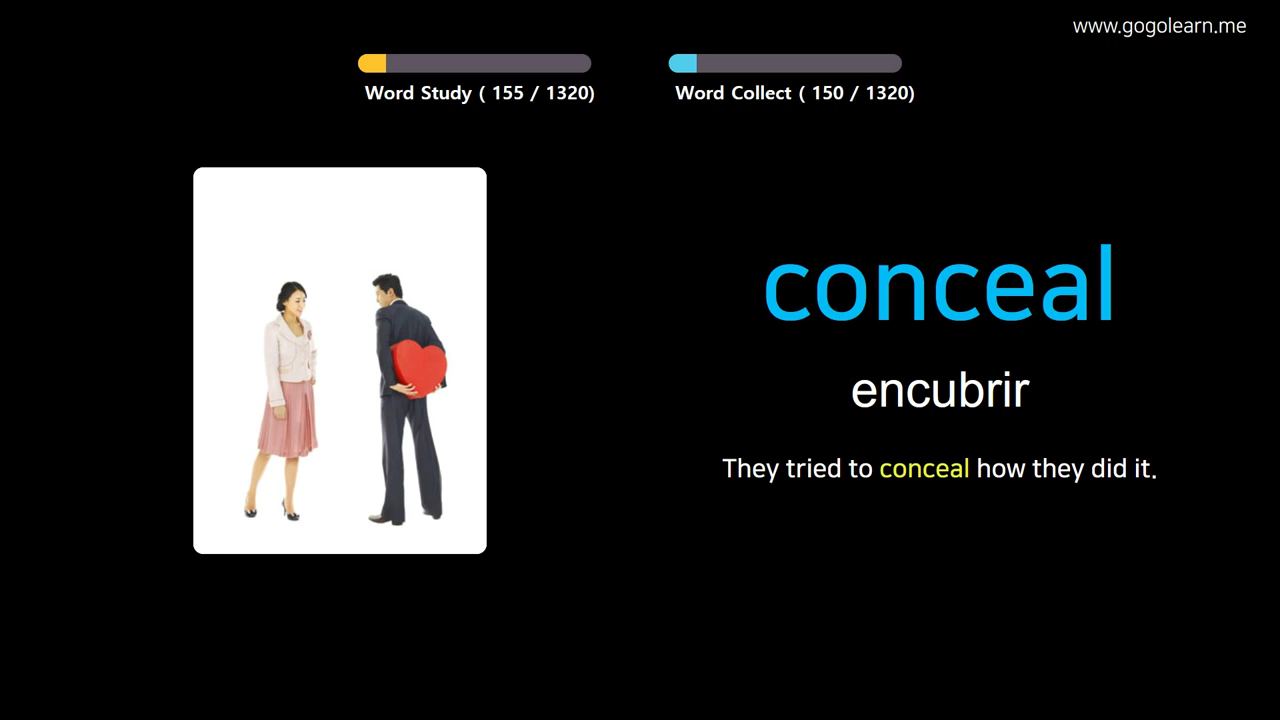 www.gogolearn.me
Word Study ( 155 / 1320)
Word Collect ( 150 / 1320)
conceal
encubrir
They tried to conceal how they did it.